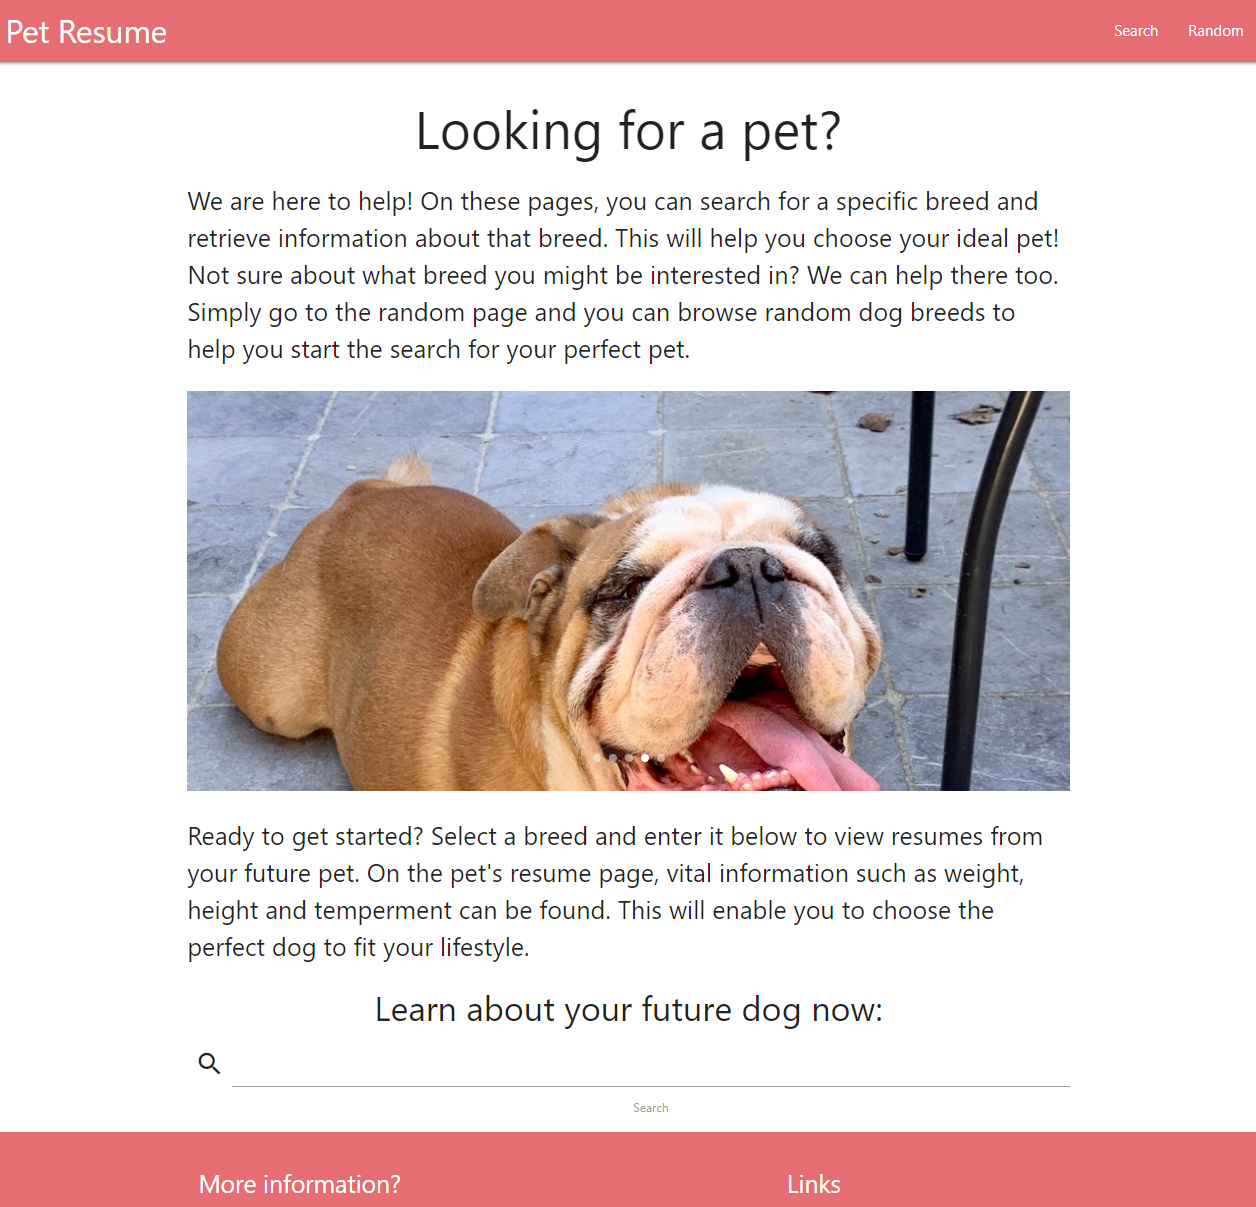 Pet Resume
Search
Random
Looking for a pet?
We are here to help! On these pages, you can search for a specific breed and
retrieve information about that breed. This will help you choose your ideal pet!
Not sure about what breed you might be interested in? We can help there too.
Simply go to the random page and you can browse random dog breeds to
help you start the search for your perfect pet.
Ready to get started? Select a breed and enter it below to view resumes from
your future pet. On the pet's resume page, vital information such as weight,
height and temperment can be found. This will enable you to choose the
perfect dog to fit your lifestyle.
Learn about your future dog now:
Search
More information?
Links